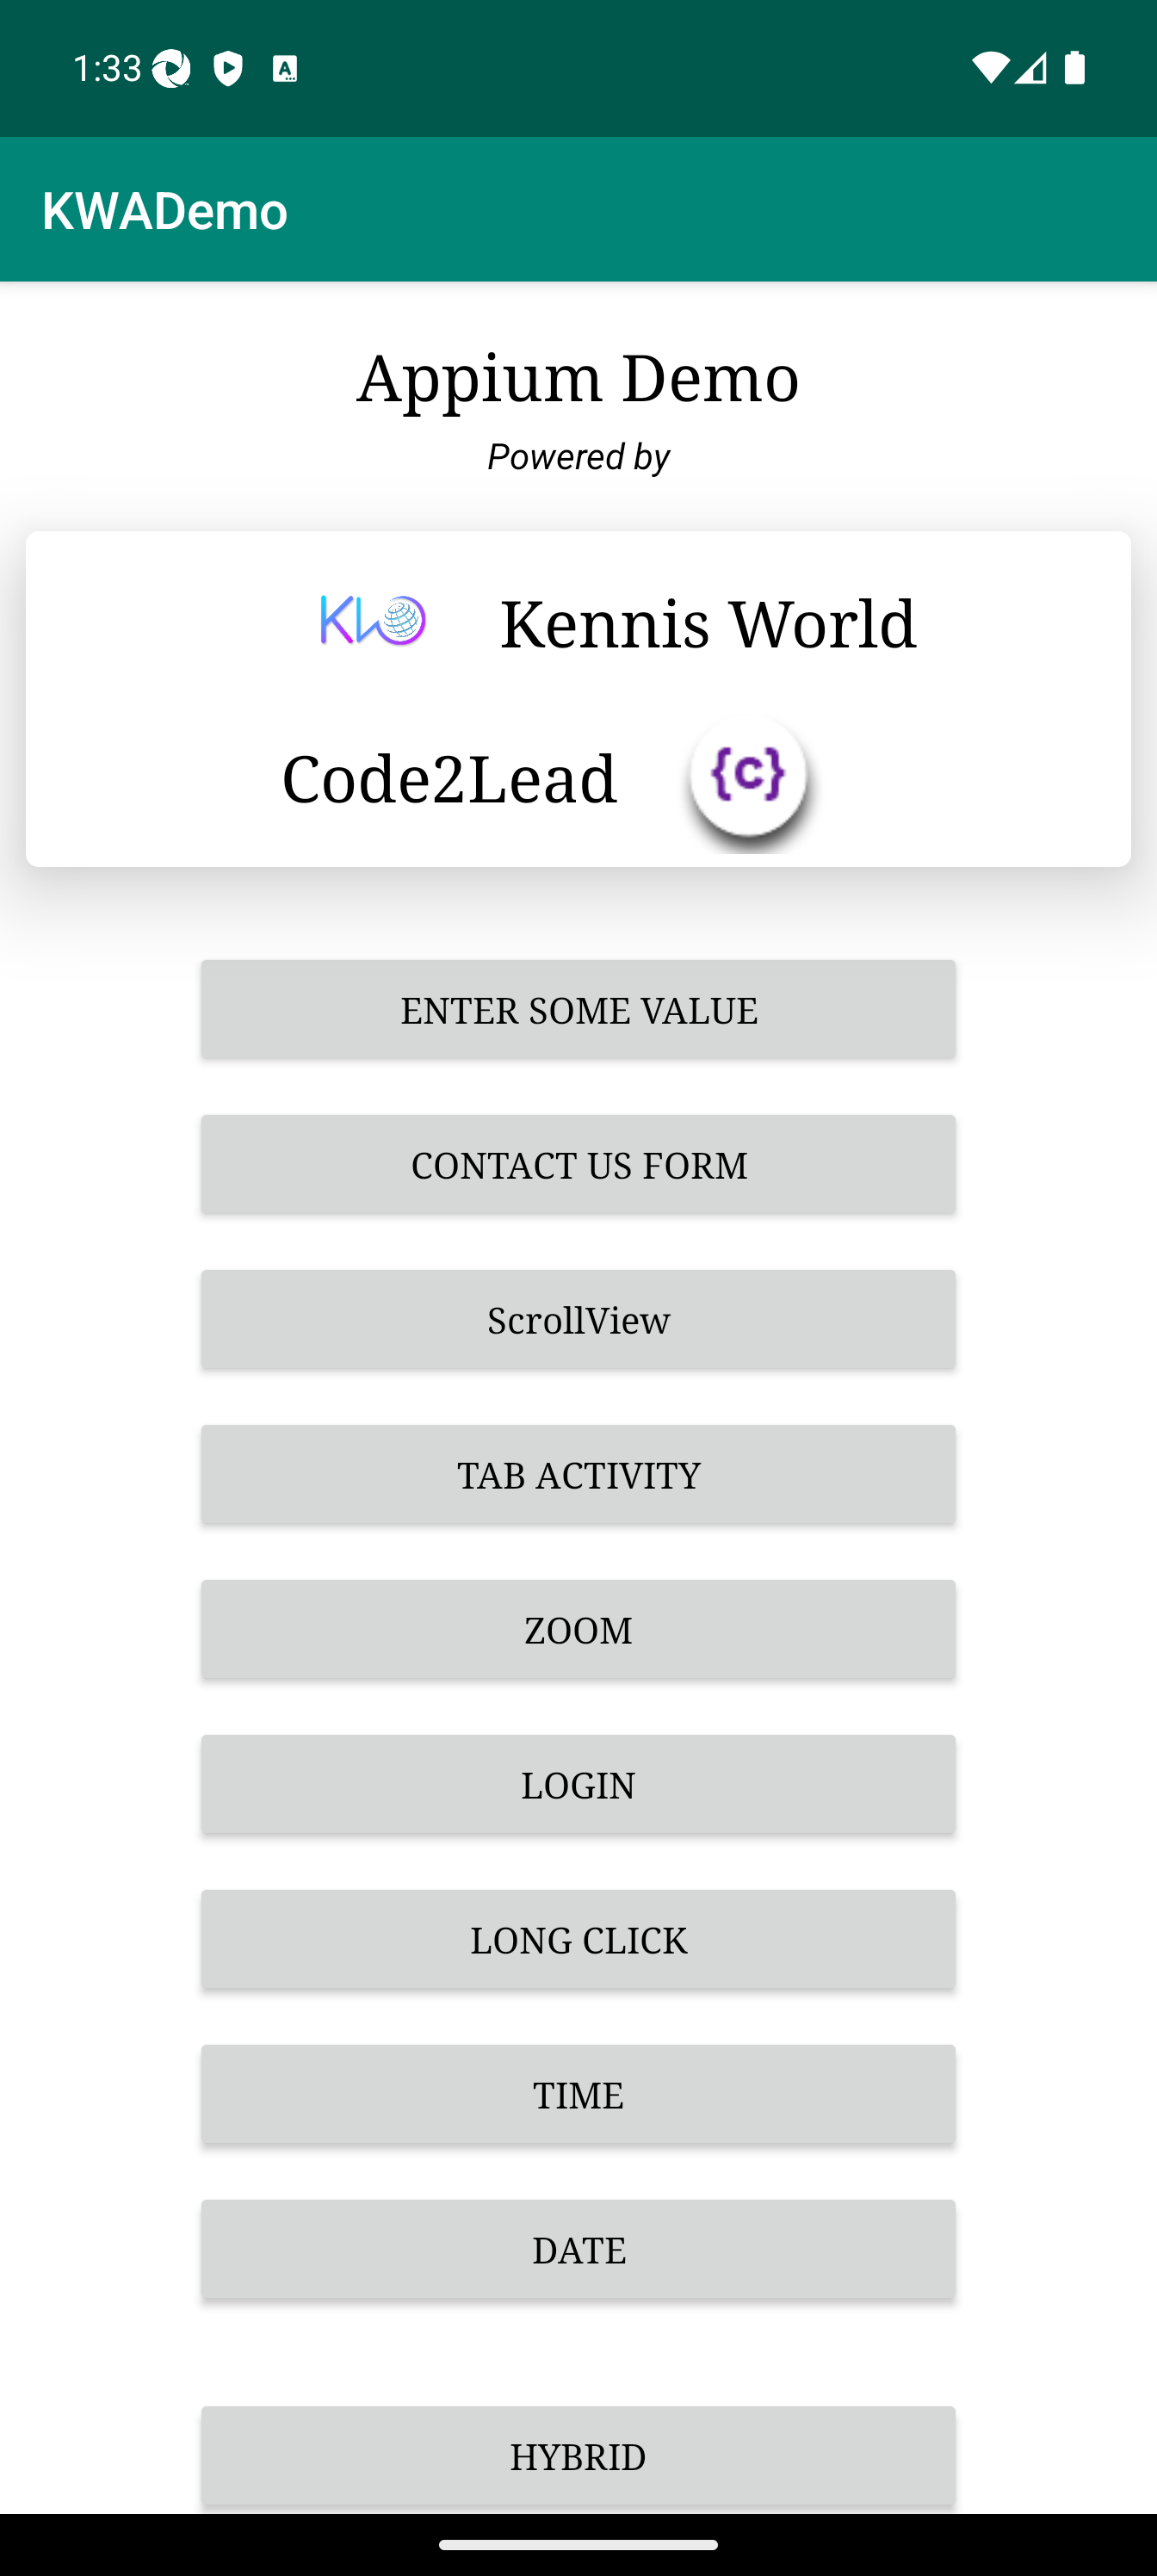 1:33
KWADemo
Appium Demo
Powered by
Kennis World
Code2Lead
{c}
ENTER SOME VALUE
CONTACT US FORM
ScrollView
TAB ACTIVITY
ZOOM
LOGIN
LONG CLICK
TIME
DATE
HYBRID